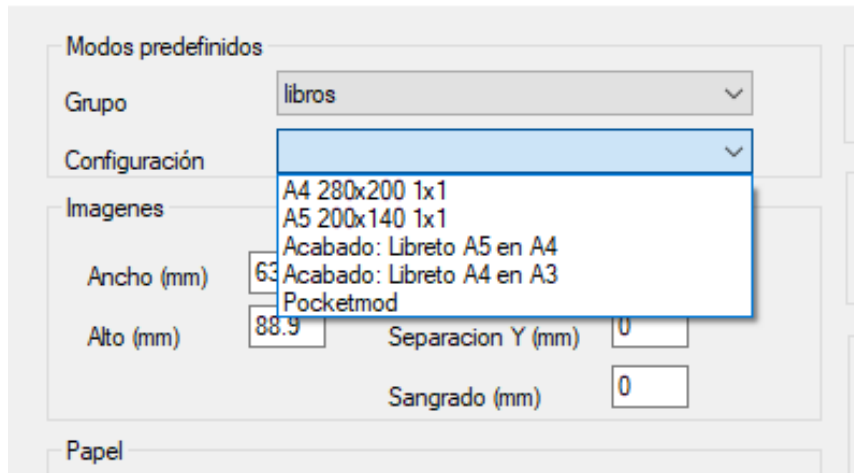 Modos predefinidos
Grupo
libros
Configuración
A4 280x200 1x1
A5 200x140 1x1
Imagenes
Acabado: Libreto A5 en A4
Ancho (mm)
63
Acabado: Libreto A4 en A3
Pocketmod
Alto (mm)
88.9
Separacion Y (mm)
0
Sangrado (mm)
0
Papel